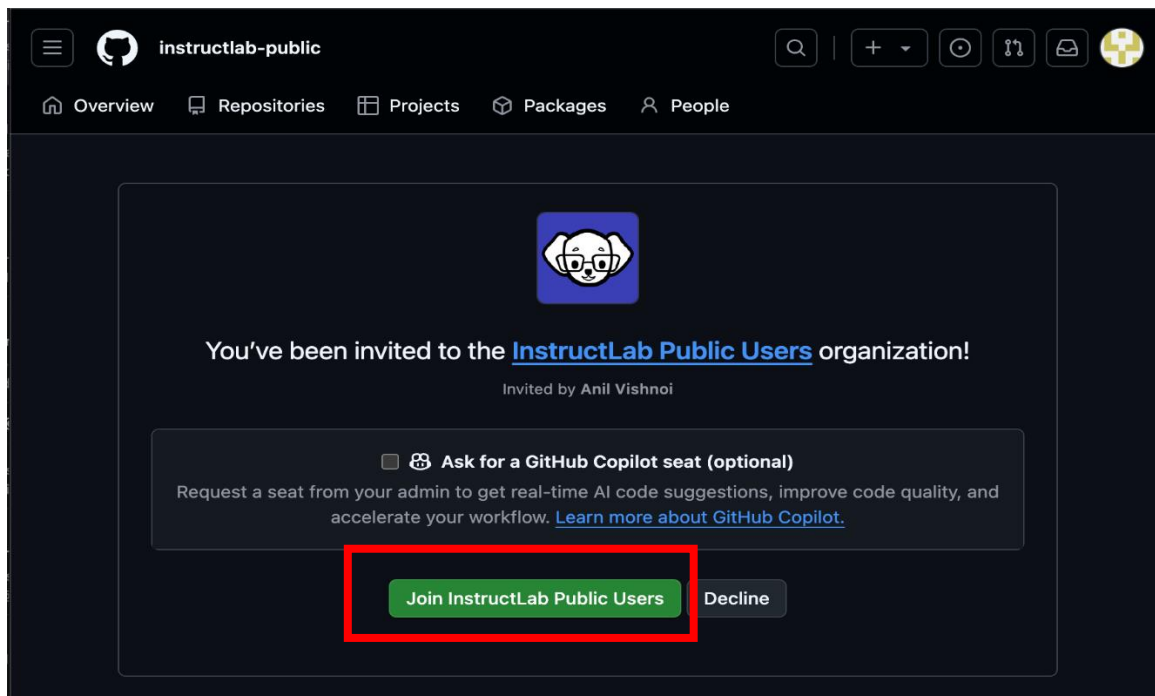 instructlab-public
Overview Repositories Projects Packages People
You've been invited to the InstructLab Public Users organization!
Invited by Anil Vishnoi
Ask for a GitHub Copilot seat (optional)
Request a seat from your admin to get real-time AI code suggestions, improve code quality, and
accelerate your workflow. Learn more about GitHub Copilot.
Join InstructLab Public Users Decline